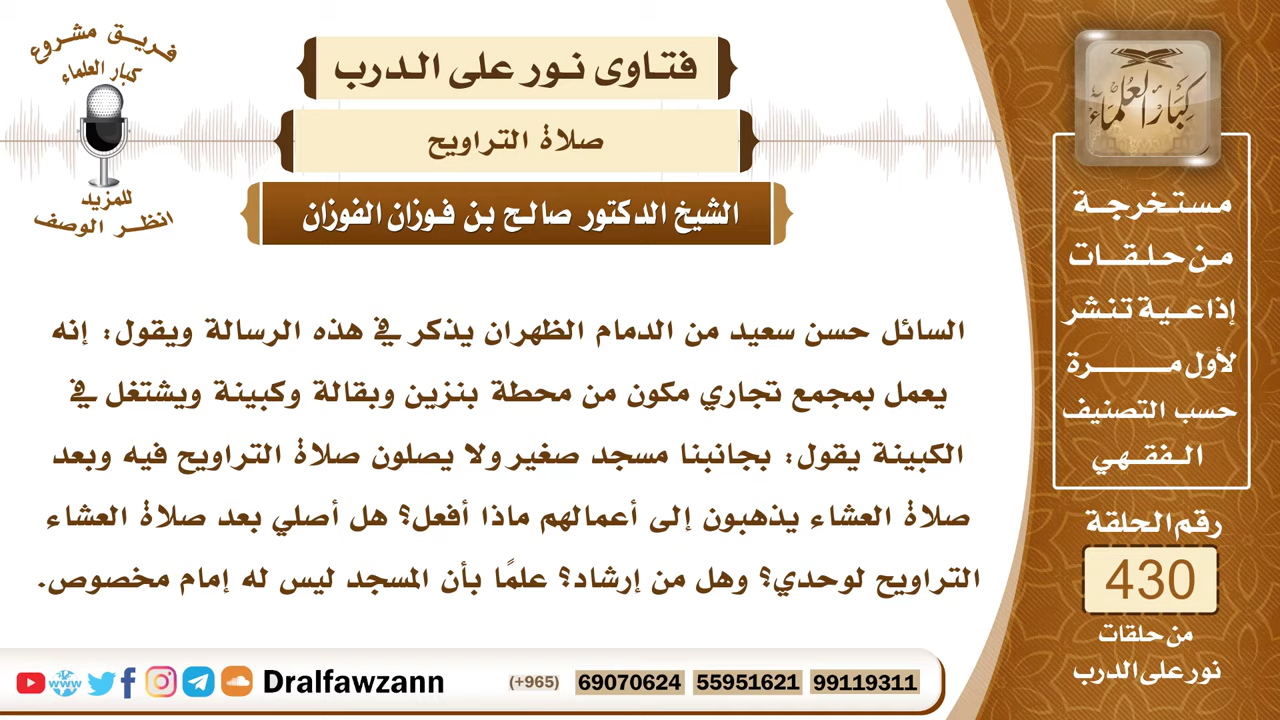 فريق مشروع
كبار العلماء
للمزيد
انظر الوصف
فتاوى نور على الدرب
صلاة التراويح
الشيخ الدكتور صالح بن فوزان الفوزان
السائل حسن سعيد من الدمام الظهران يذكر في هذه الرسالة ويقول: إنه
يعمل بمجمع تجاري مكون من محطة بنزين وبقالة وكبينة ويشتغل في
الكبينة يقول: بجانبنا مسجد صغير ولا يصلون صلاة التراويح فيه وبعد
صلاة العشاء يذهبون إلى أعمالهم ماذا أفعل؟ هل أصلي بعد صلاة العشاء
التراويح لوحدي؟ وهل من إرشاد؟ علمًا بأن المسجد ليس له إمام مخصوص.
كِبَارُ العُلَمَاء
مستخرجة
من حلقات
إذاعية تنشر
لأول مرة
حسب التصنيف
الفقهي
رقم الحلقة
430
من حلقات
نور على الدرب
www Dralfawzann (+965) 69070624 55951621 99119311